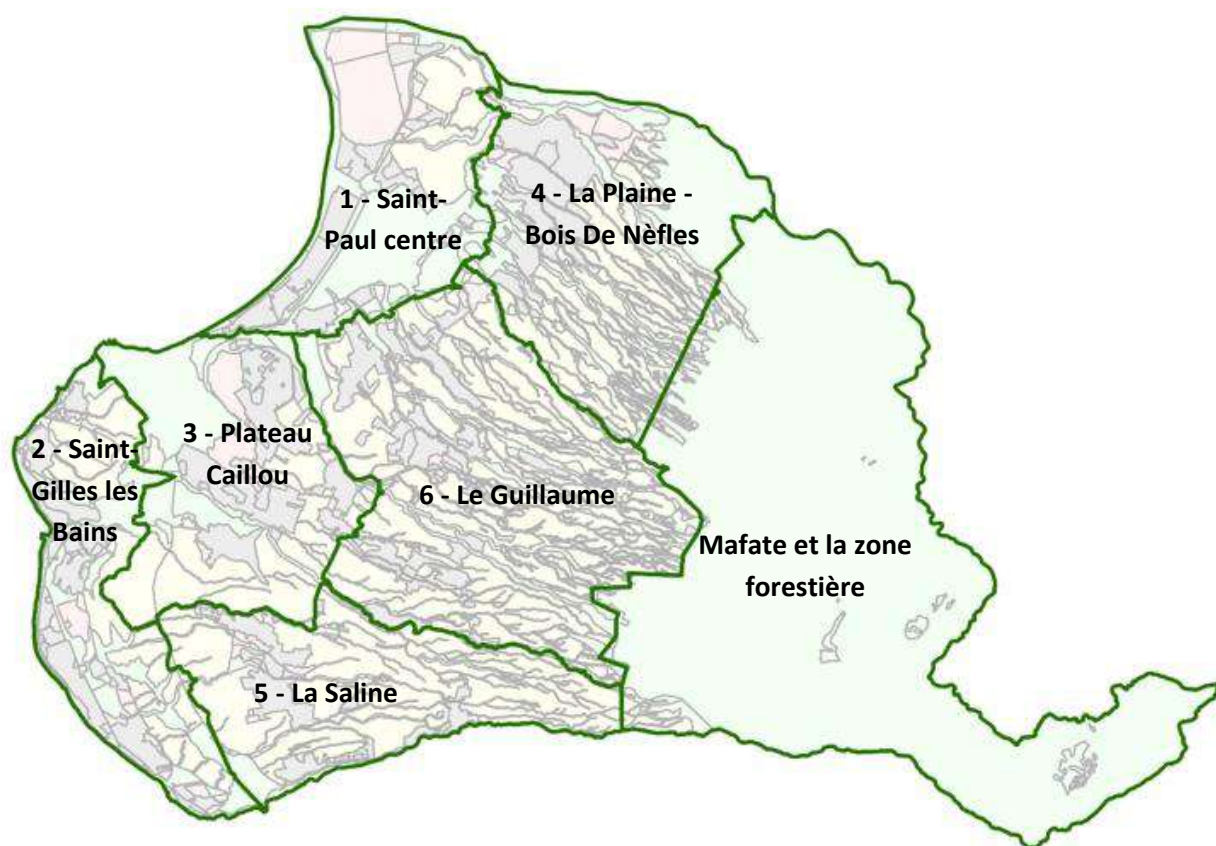 1 - Saint-
Paul centre
4 - La Plaine -
Bois De Nèfles
2 - Saint-
Gilles les
Bains
3 - Plateau
Caillou
6 - Le Guillaume
Mafate et la zone
forestière
5 - La Saline